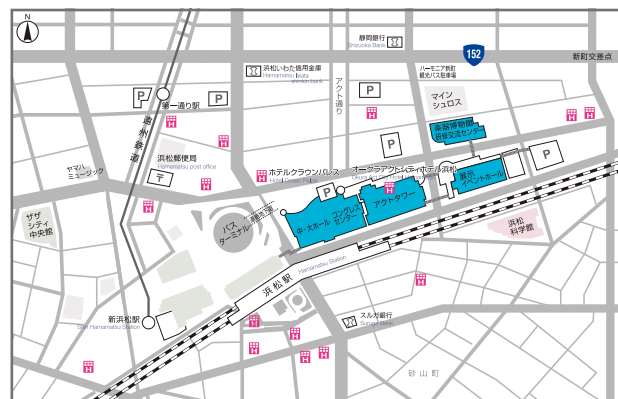 N
静岡銀行
Shizuoka Bank
152
新町交差点
浜松いわた信用金庫
Hamamatsu Iwata
shinkin bank
ハーモニア新町
観光バス駐車場
P
第一通り駅
P
アクト通り
P
マイン
シュロス
遠州鉄道
楽器博物館
研修交流センター
P
P
浜松郵便局
Hamamatsu post office
〒
ヤマハ
ミュージック
ホテルクラウンパレス
Hotel Crown Palais
オークラアクトシティホテル浜松
P
展示
イベントホール
アクトタワー
コングレス
センター
中・大ホール
ザザ
シティ
中央館
バス
ターミナル
浜松
科学館
浜松駅
Hamamatsu Station
新浜松駅
Shin Hamamatsu Station
スルガ銀行
Suruga Bank
砂山町